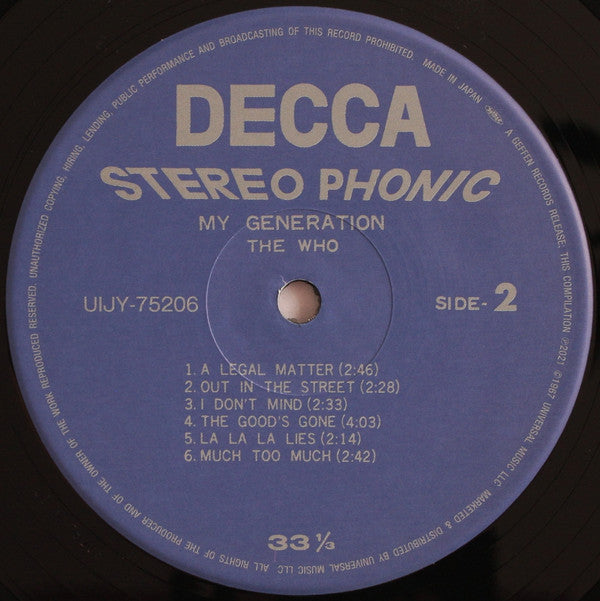 DECCA
STEREO PHONIC
MY GENERATION
THE WHO
UIJY-75206
SIDE-2
1. A LEGAL MATTER (2:46)
2. OUT IN THE STREET (2:28)
3. I DON'T MIND (2:33)
4. THE GOOD'S GONE (4:03)
5. LA LA LA LIES (2:14)
6. MUCH TOO MUCH (2:42)
33 ⅓
A GEFFEN RECORDS RELEASE; THIS COMPILATION ℗2021 ©1967 UNIVERSAL MUSIC LLC. MARKETED & DISTRIBUTED BY UNIVERSAL MUSIC LLC. ALL RIGHTS OF THE PRODUCER AND OF THE OWNER OF THE WORK REPRODUCED RESERVED. UNAUTHORIZED COPYING, HIRING, LENDING, PUBLIC PERFORMANCE AND BROADCASTING OF THIS RECORD PROHIBITED. MADE IN JAPAN